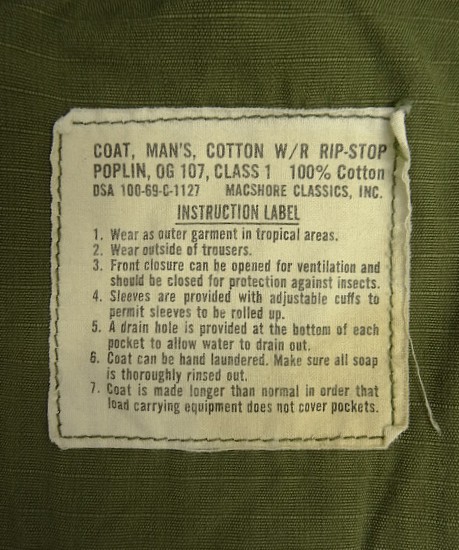 COAT, MAN'S, COTTON W/R RIP-STOP
POPLIN, OG 107, CLASS 1 100% Cotton
DSA 100-69-C-1127 MACSHORE CLASSICS, INC.
INSTRUCTION LABEL
1. Wear as outer garment in tropical areas.
2. Wear outside of trousers.
3. Front closure can be opened for ventilation and
should be closed for protection against insects.
4. Sleeves are provided with adjustable cuffs to
permit sleeves to be rolled up.
5. A drain hole is provided at the bottom of each
pocket to allow water to drain out.
6. Coat can be hand laundered. Make sure all soap
is thoroughly rinsed out.
7. Coat is made longer than normal in order that
load carrying equipment does not cover pockets.